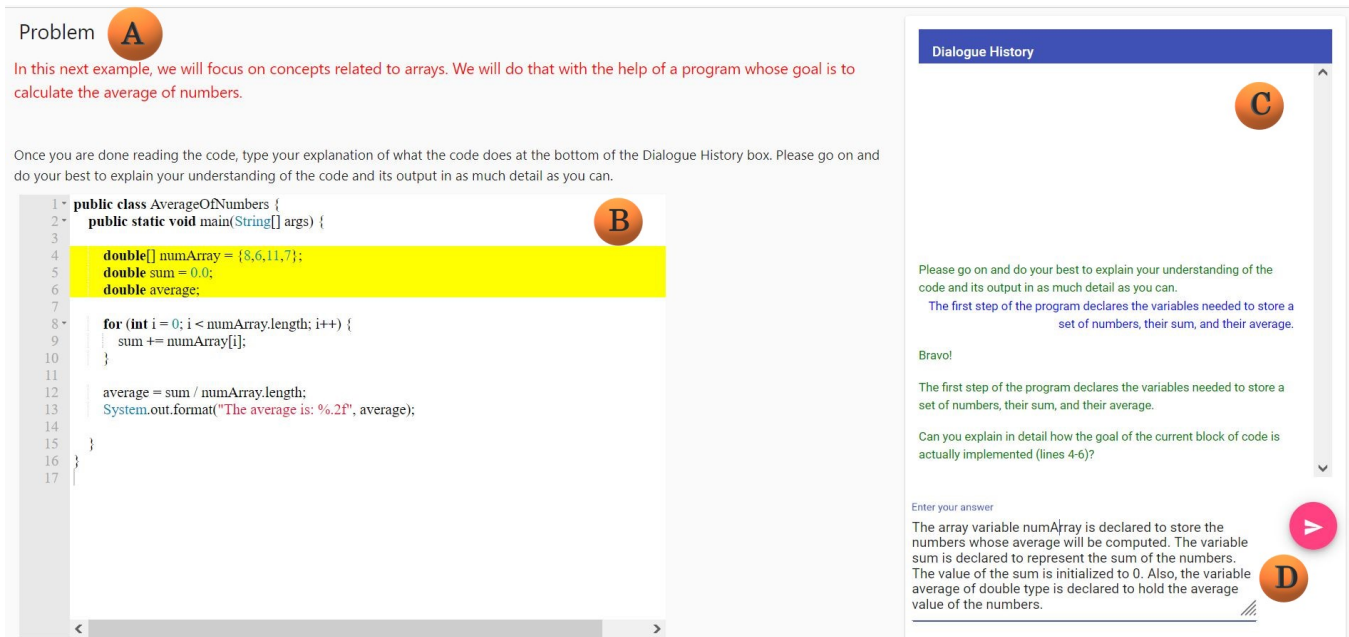 Problem A
In this next example, we will focus on concepts related to arrays. We will do that with the help of a program whose goal is to
calculate the average of numbers.
Once you are done reading the code, type your explanation of what the code does at the bottom of the Dialogue History box. Please go on and
do your best to explain your understanding of the code and its output in as much detail as you can.
B
1 public class AverageOfNumbers {
2 public static void main(String[] args) {
3
4 double[] numArray = {8,6,11,7};
5 double sum = 0.0;
6 double average;
7
8 for (int i = 0; i < numArray.length; i++) {
9 sum += numArray[i];
10 }
11
12 average = sum / numArray.length;
13 System.out.format("The average is: %.2f", average);
14
15 }
16 }
17
Dialogue History
C
Please go on and do your best to explain your understanding of the
code and its output in as much detail as you can.
The first step of the program declares the variables needed to store a
set of numbers, their sum, and their average.
Bravo!
The first step of the program declares the variables needed to store a
set of numbers, their sum, and their average.
Can you explain in detail how the goal of the current block of code is
actually implemented (lines 4-6)?
Enter your answer
The array variable numArray is declared to store the
numbers whose average will be computed. The variable
sum is declared to represent the sum of the numbers.
The value of the sum is initialized to 0. Also, the variable
average of double type is declared to hold the average
value of the numbers.
D